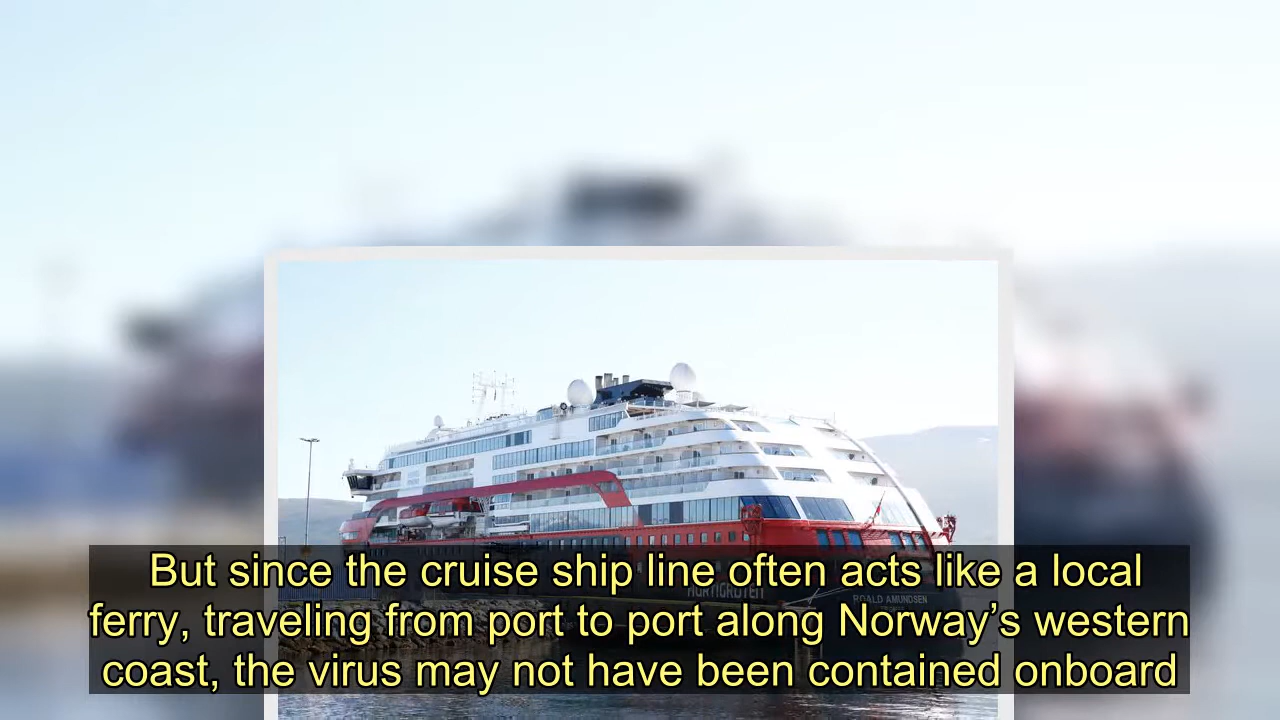 But since the cruise ship line often acts like a local
ferry, traveling from port to port along Norway’s western
coast, the virus may not have been contained onboard
HURTIGRUTEN
ROALD AMUNDSEN